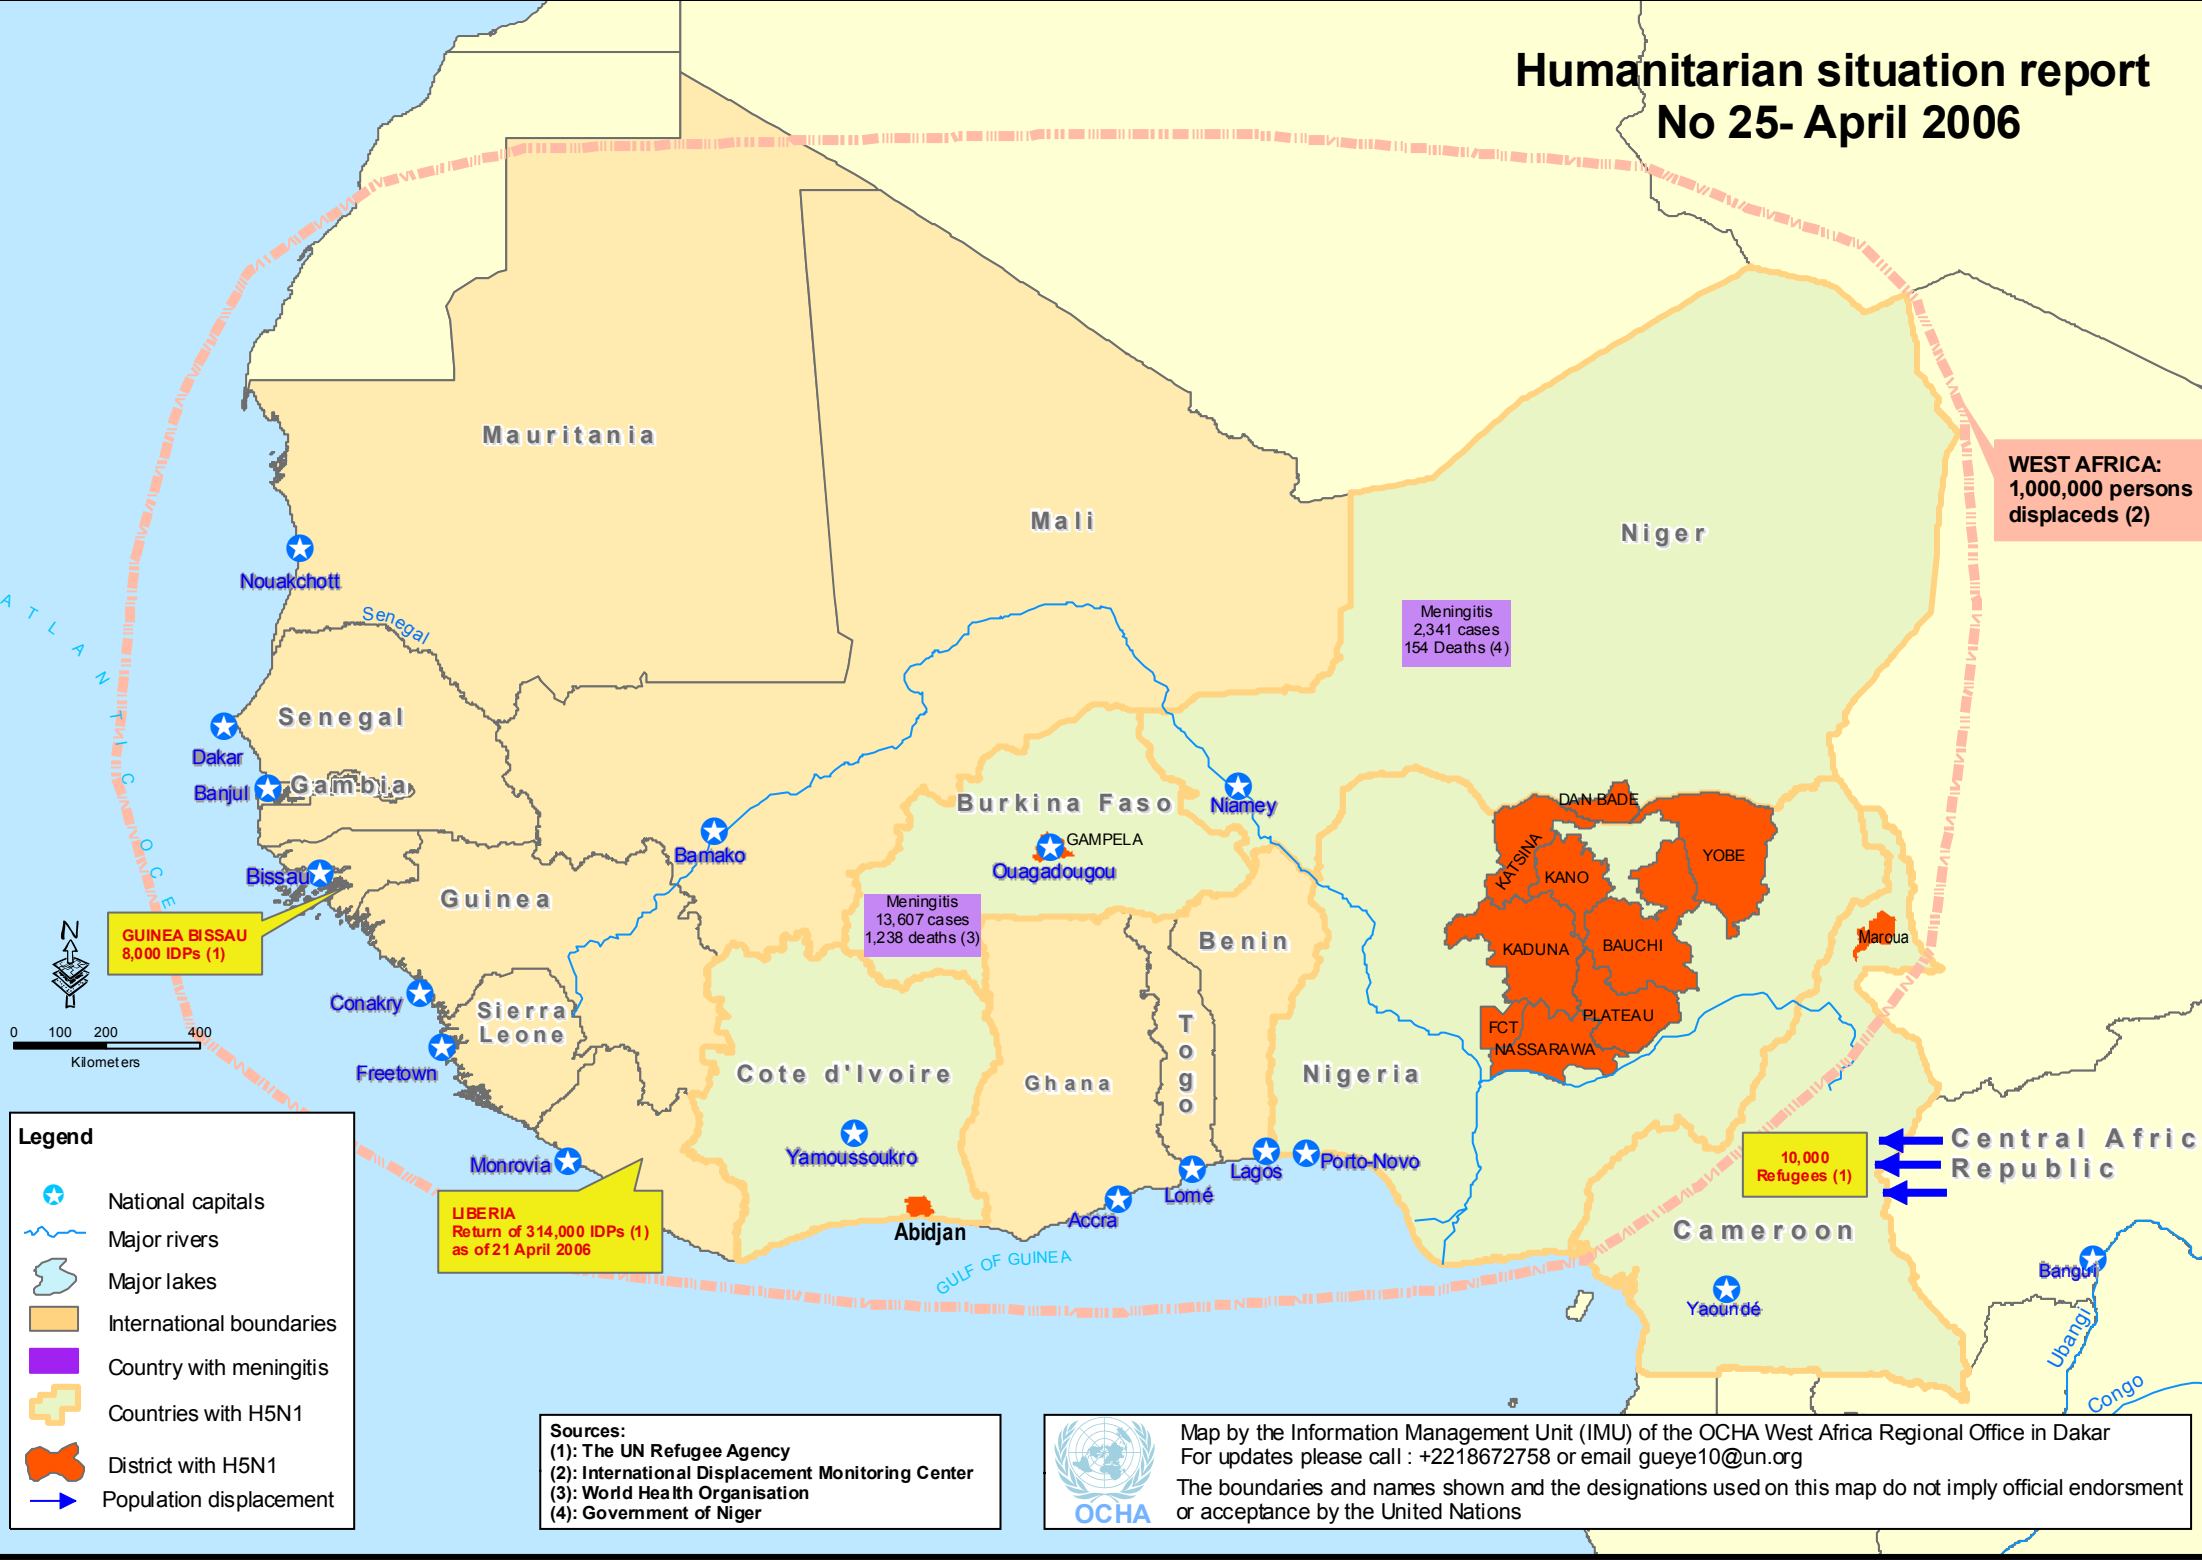 Humanitarian situation report
No 25- April 2006
WEST AFRICA:
1,000,000 persons
displaceds (2)
Mauritania
Mali
Niger
Nouakchott
Senegal
ATLANTIC OCE
Meningitis
2,341 cases
154 Deaths (4)
Senegal
Dakar
Banjul
Gambia
Burkina Faso
Niamey
GAMPELA
Ouagadougou
Bamako
Bissau
Guinea
DAN BADE
KATSINA
KANO
YOBE
KADUNA
BAUCHI
Maroua
FCT
PLATEAU
NASSARAWA
Meningitis
13,607 cases
1,238 deaths (3)
Benin
GUINEA BISSAU
8,000 IDPs (1)
N
Conakry
Sierra
Leone
Freetown
0 100 200 400
Kilometers
Togo
Cote d'Ivoire
Ghana
Nigeria
Yamoussoukro
Monrovia
Lagos
Porto-Novo
Lomé
Accra
Abidjan
GULF OF GUINEA
10,000
Refugees (1)
Central Afric
Republic
Cameroon
Yaoundé
Bangui
Ubangi
Congo
LIBERIA
Return of 314,000 IDPs (1)
as of 21 April 2006
Legend
National capitals
Major rivers
Major lakes
International boundaries
Country with meningitis
Countries with H5N1
District with H5N1
Population displacement
Sources:
(1): The UN Refugee Agency
(2): International Displacement Monitoring Center
(3): World Health Organisation
(4): Government of Niger
OCHA
Map by the Information Management Unit (IMU) of the OCHA West Africa Regional Office in Dakar
For updates please call : +2218672758 or email gueye10@un.org
The boundaries and names shown and the designations used on this map do not imply official endorsment
or acceptance by the United Nations